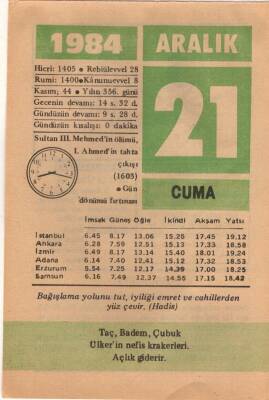 1984 ARALIK
21
CUMA
Hicri: 1405 ● Rebiülevvel 28
Rumi: 1400 ● Kânunuevvel 8
Kasım; 44 ● Yılın 356. günü
Gecenin devamı: 14 s. 32 d.
Gündüzün devamı: 9 s. 28 d.
Gündüzün kısalışı: 0 dakika
Sultan III. Mehmed'in ölümü,
I. Ahmed'in tahta
çıkışı
(1603)
● Gün
dönümü fırtınası
İmsak Güneş Öğle İkindi Akşam Yatsı
İstanbul 6.45 8.17 13.06 15.25 17.45 19.12
Ankara 6.28 7.59 12.51 15.13 17.33 18.58
İzmir 6.49 8.17 13.14 15.40 18.01 19.24
Adana 6.14 7.40 12.41 15.12 17.32 18.53
Erzurum 5.54 7.25 12.17 14.39 17.00 18.25
Samsun 6.16 7.49 12.37 14.55 17.15 18.42
Bağışlama yolunu tut, iyiliği emret ve cahillerden
yüz çevir. (Hadis)
Taç, Badem, Çubuk
Ülker'in nefis krakerleri.
Açlık giderir.